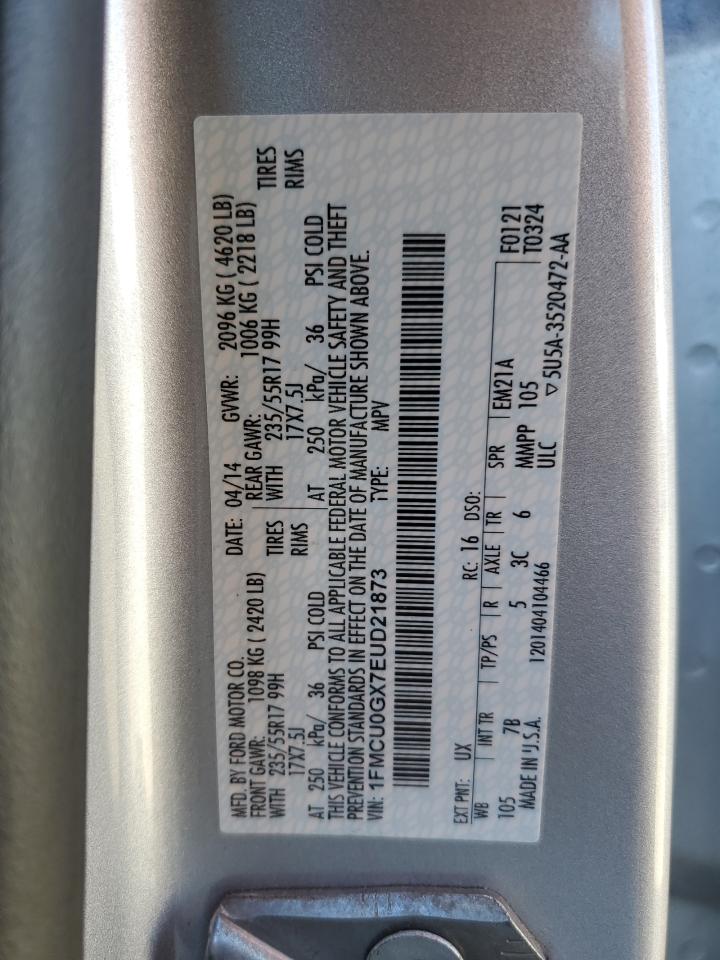 MFD. BY FORD MOTOR CO. DATE: 04/14 GVWR: 2096 KG ( 4620 LB)
FRONT GAWR: 1098 KG ( 2420 LB) REAR GAWR: 1006 KG ( 2218 LB)
WITH 235/55R17 99H TIRES WITH 235/55R17 99H TIRES
17X7.5J RIMS 17X7.5J RIMS
AT 250 kPa/ 36 PSI COLD AT 250 kPa/ 36 PSI COLD
THIS VEHICLE CONFORMS TO ALL APPLICABLE FEDERAL MOTOR VEHICLE SAFETY AND THEFT
PREVENTION STANDARDS IN EFFECT ON THE DATE OF MANUFACTURE SHOWN ABOVE.
VIN: 1FMCU0GX7EUD21873 TYPE: MPV
EXT PNT: UX RC: 16 DSO:
WB INT TR TP/PS R AXLE TR SPR EM21A F0121
105 7B 5 3C 6 MMPP 105 T0324
MADE IN U.S.A. 1201404104466 ULC ▽ 5U5A-3520472-AA